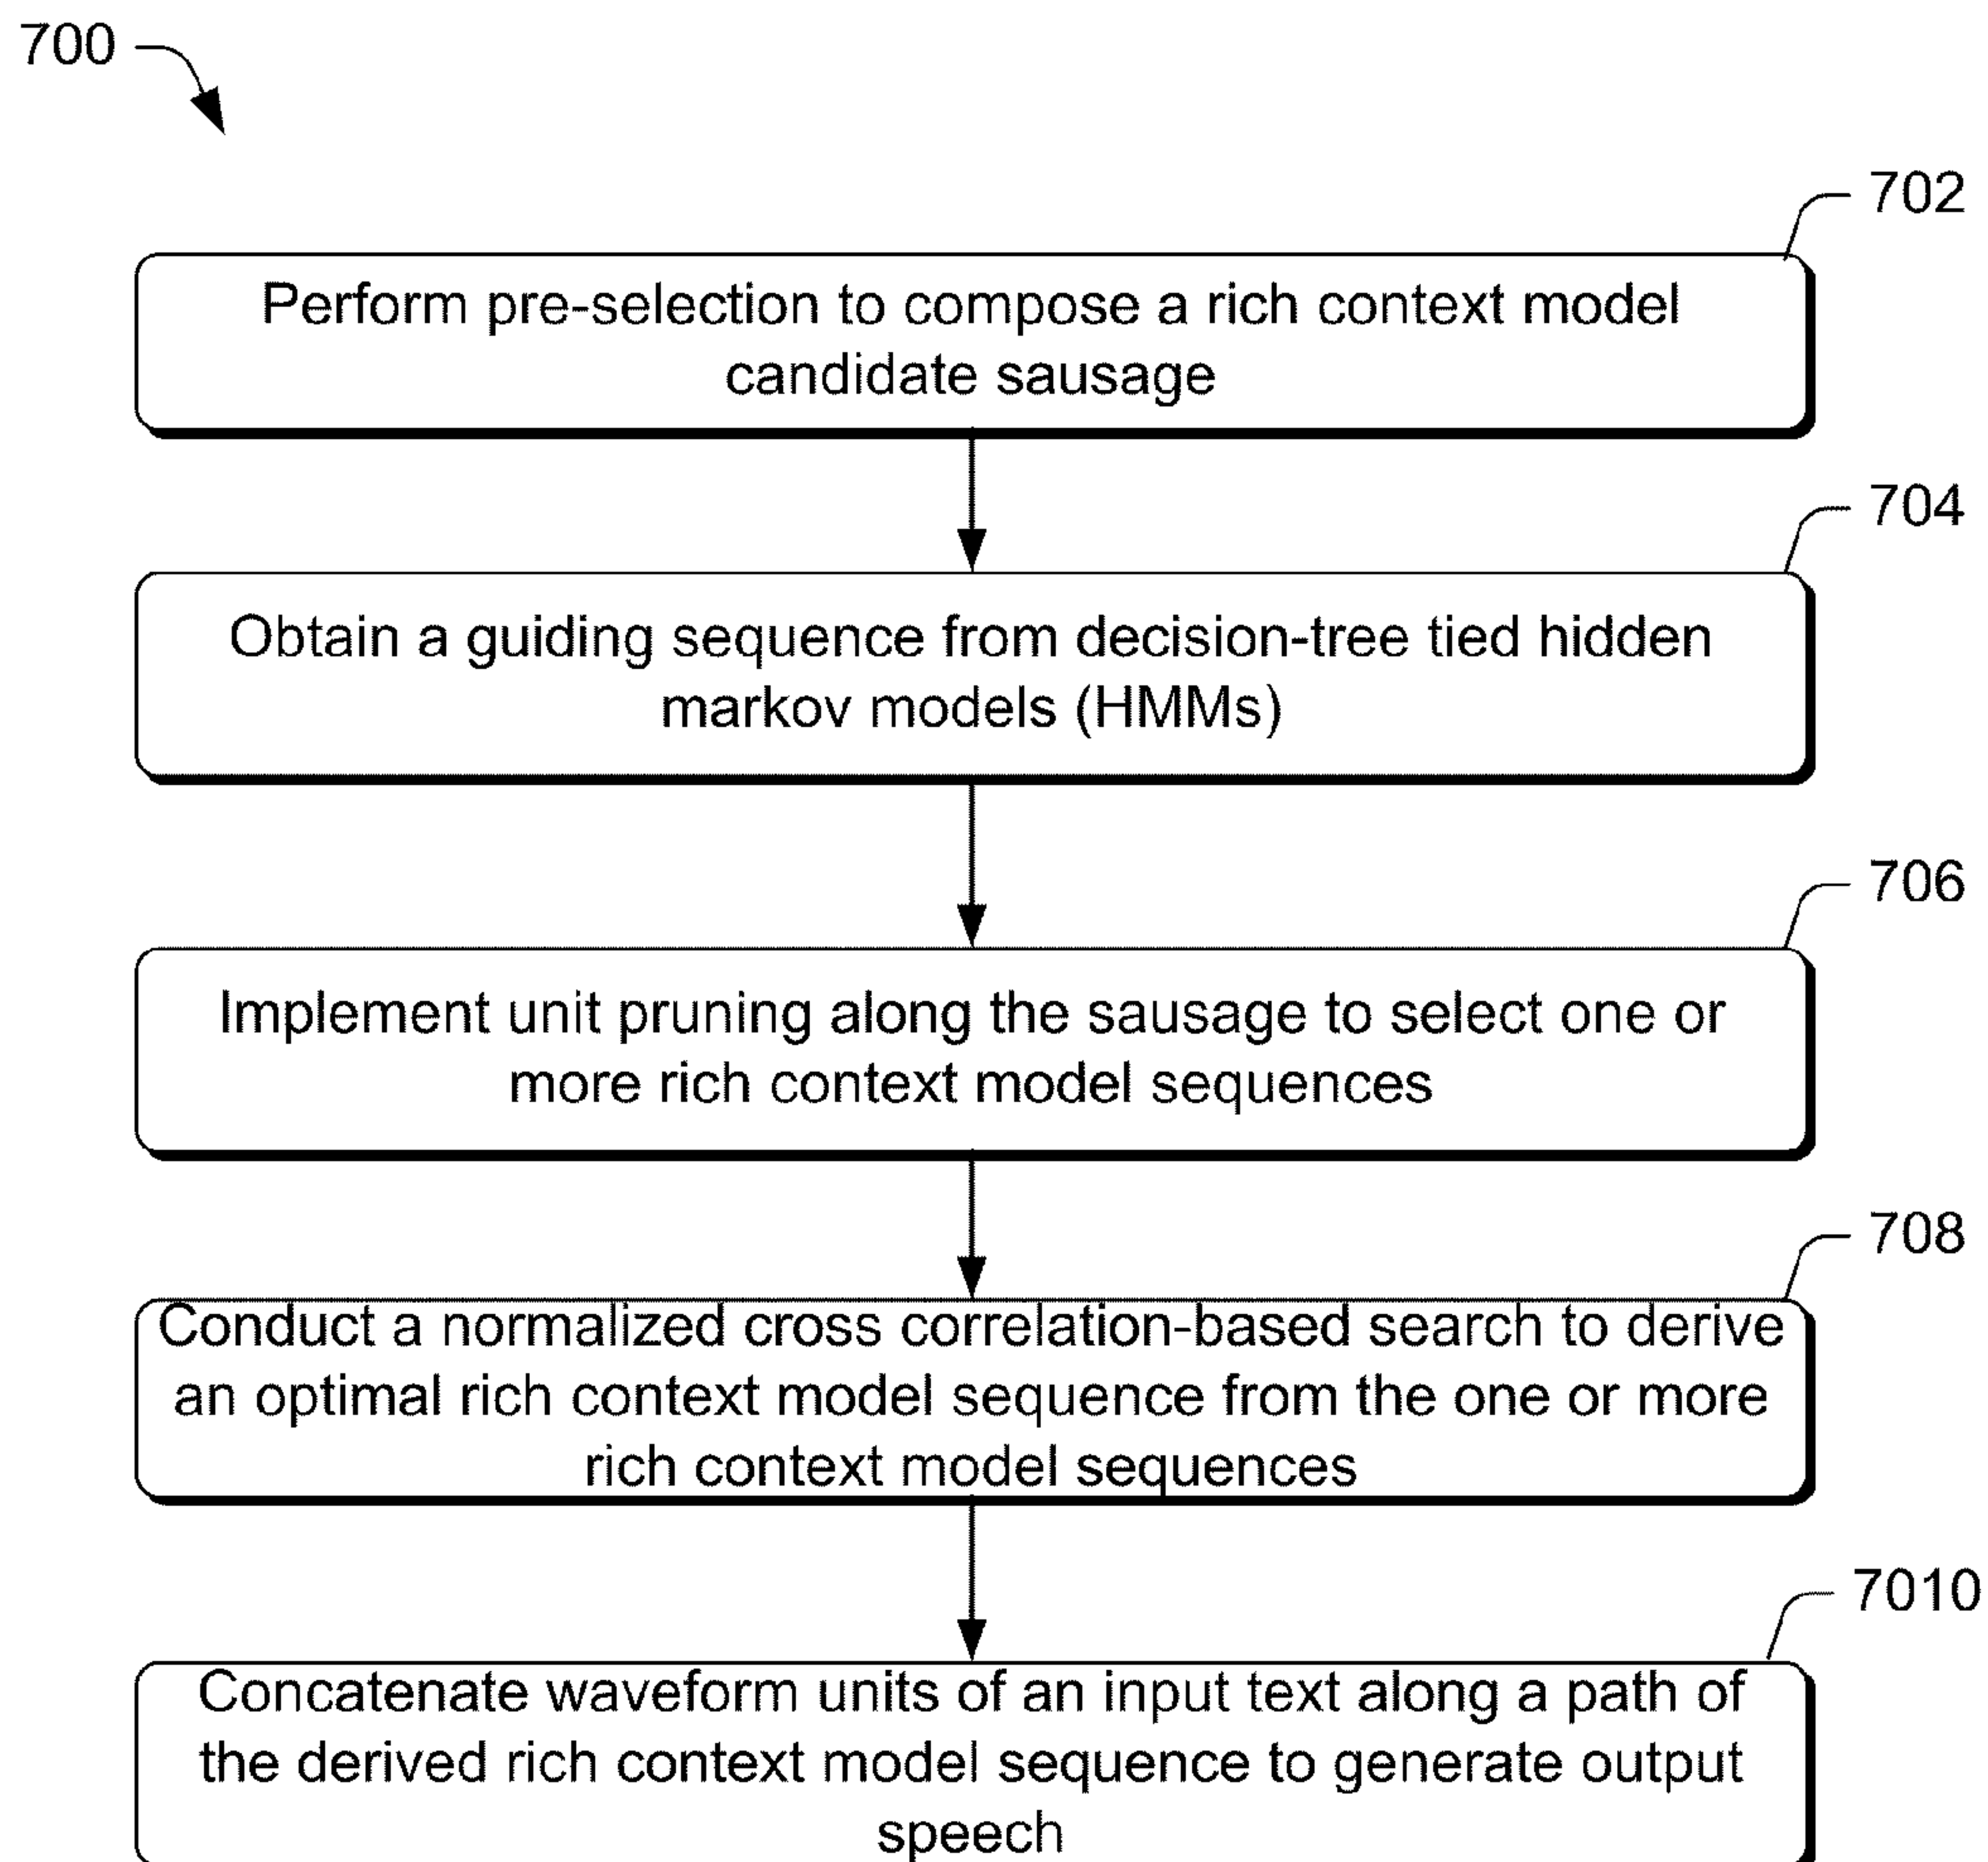 700
702
Perform pre-selection to compose a rich context model
candidate sausage
704
Obtain a guiding sequence from decision-tree tied hidden
markov models (HMMs)
706
Implement unit pruning along the sausage to select one or
more rich context model sequences
708
Conduct a normalized cross correlation-based search to derive
an optimal rich context model sequence from the one or more
rich context model sequences
7010
Concatenate waveform units of an input text along a path of
the derived rich context model sequence to generate output
speech